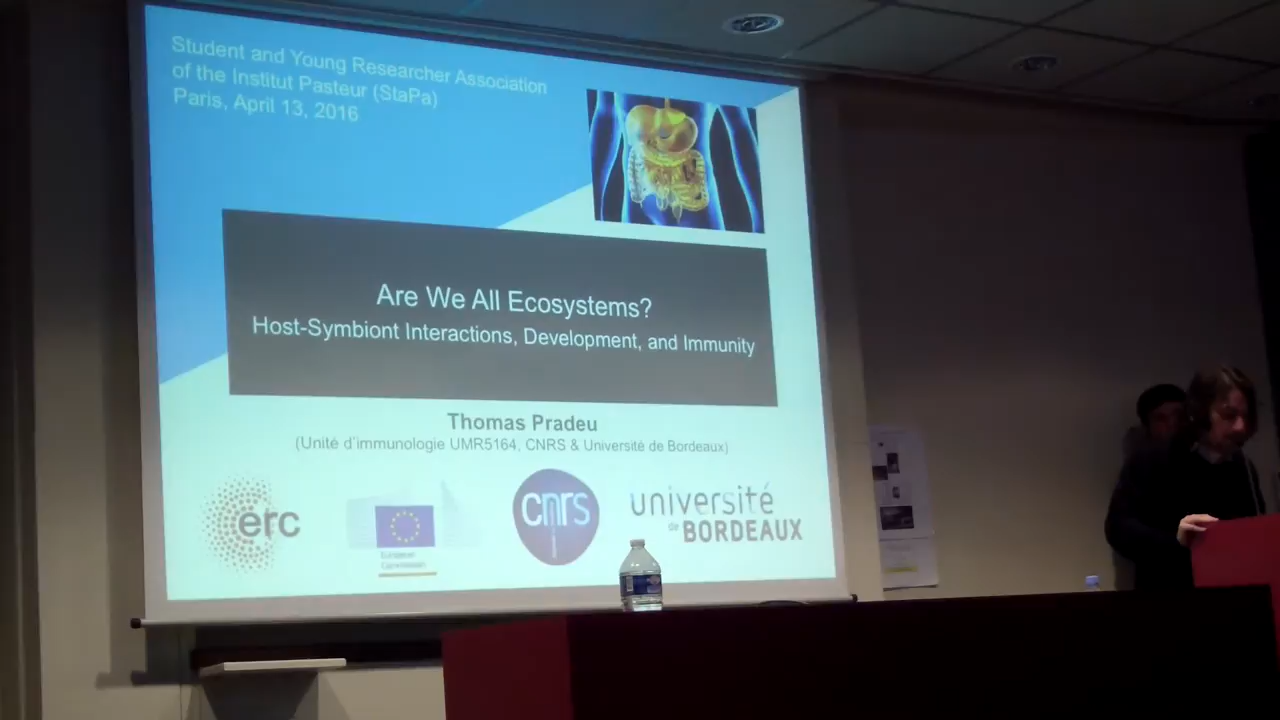 Student and Young Researcher Association
of the Institut Pasteur (StaPa)
Paris, April 13, 2016
Are We All Ecosystems?
Host-Symbiont Interactions, Development, and Immunity
Thomas Pradeu
(Unité d'immunologie UMR5164, CNRS & Université de Bordeaux)
erc
European
Commission
cnrs
université
de BORDEAUX